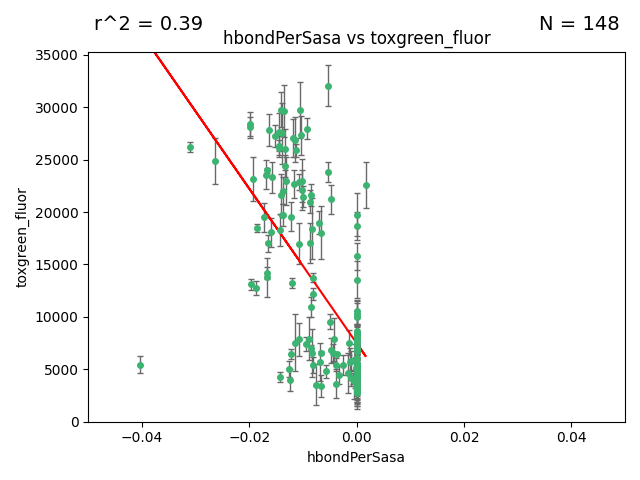 r^2 = 0.39
N = 148
hbondPerSasa vs toxgreen_fluor
35000
30000
25000
20000
15000
10000
5000
0
toxgreen_fluor
−0.04
−0.02
0.00
0.02
0.04
hbondPerSasa